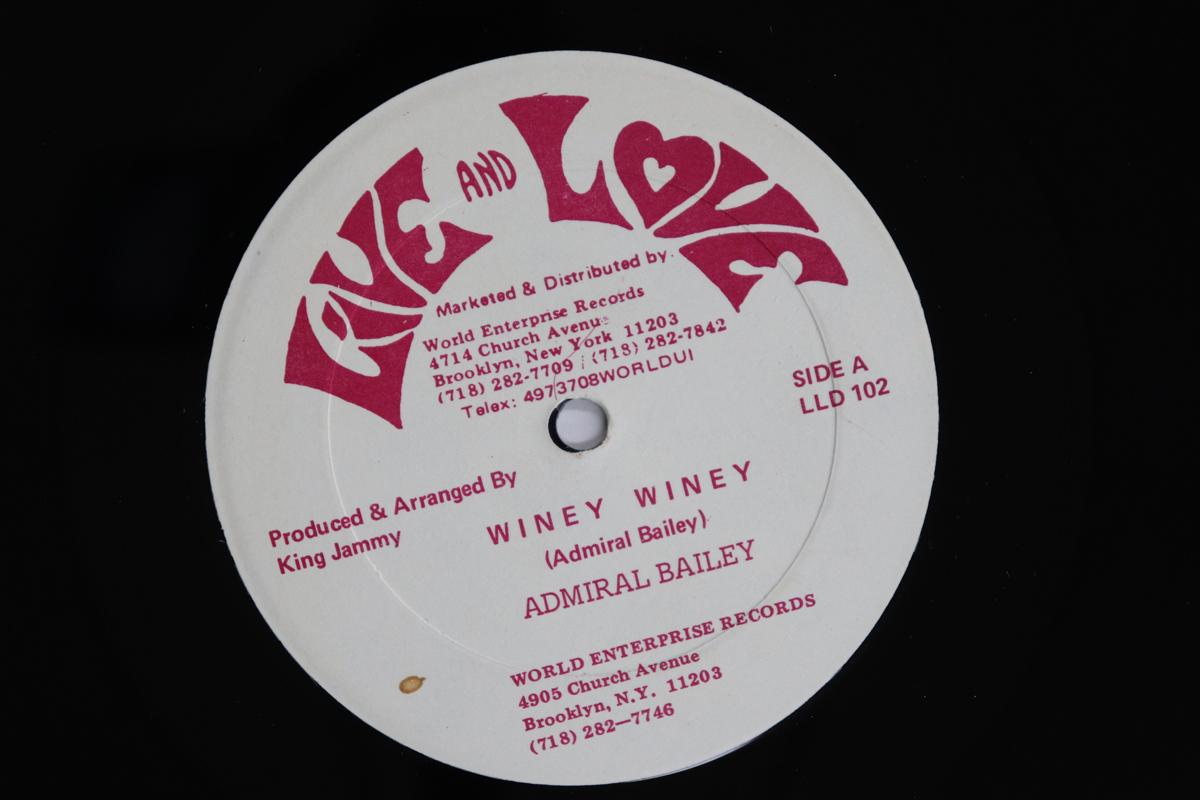 LIVE AND LOVE
Marketed & Distributed by
World Enterprise Records
4714 Church Avenue
Brooklyn, New York 11203
(718) 282-7709 ; (718) 282-7842
Telex: 4973708WORLDUI
SIDE A
LLD 102
Produced & Arranged By
King Jammy
WINEY WINEY
(Admiral Bailey)
ADMIRAL BAILEY
WORLD ENTERPRISE RECORDS
4905 Church Avenue
Brooklyn, N.Y. 11203
(718) 282—7746